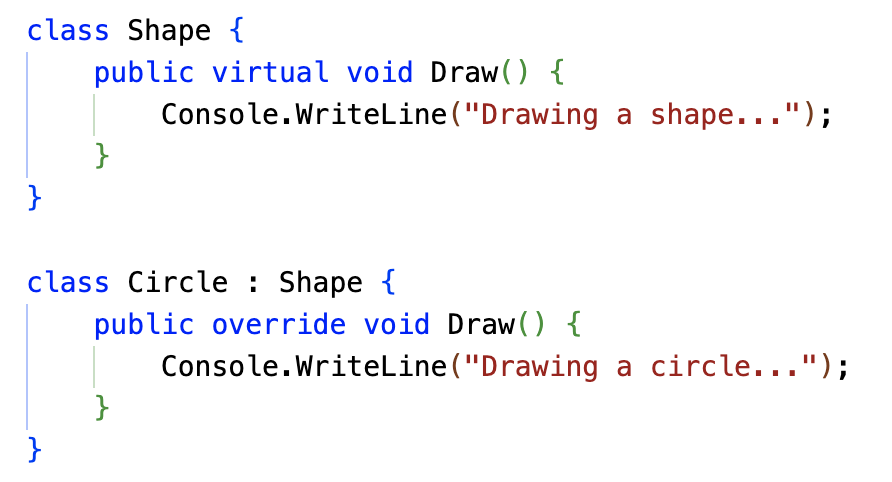 class Shape {
    public virtual void Draw() {
        Console.WriteLine("Drawing a shape...");
    }
}

class Circle : Shape {
    public override void Draw() {
        Console.WriteLine("Drawing a circle...");
    }
}